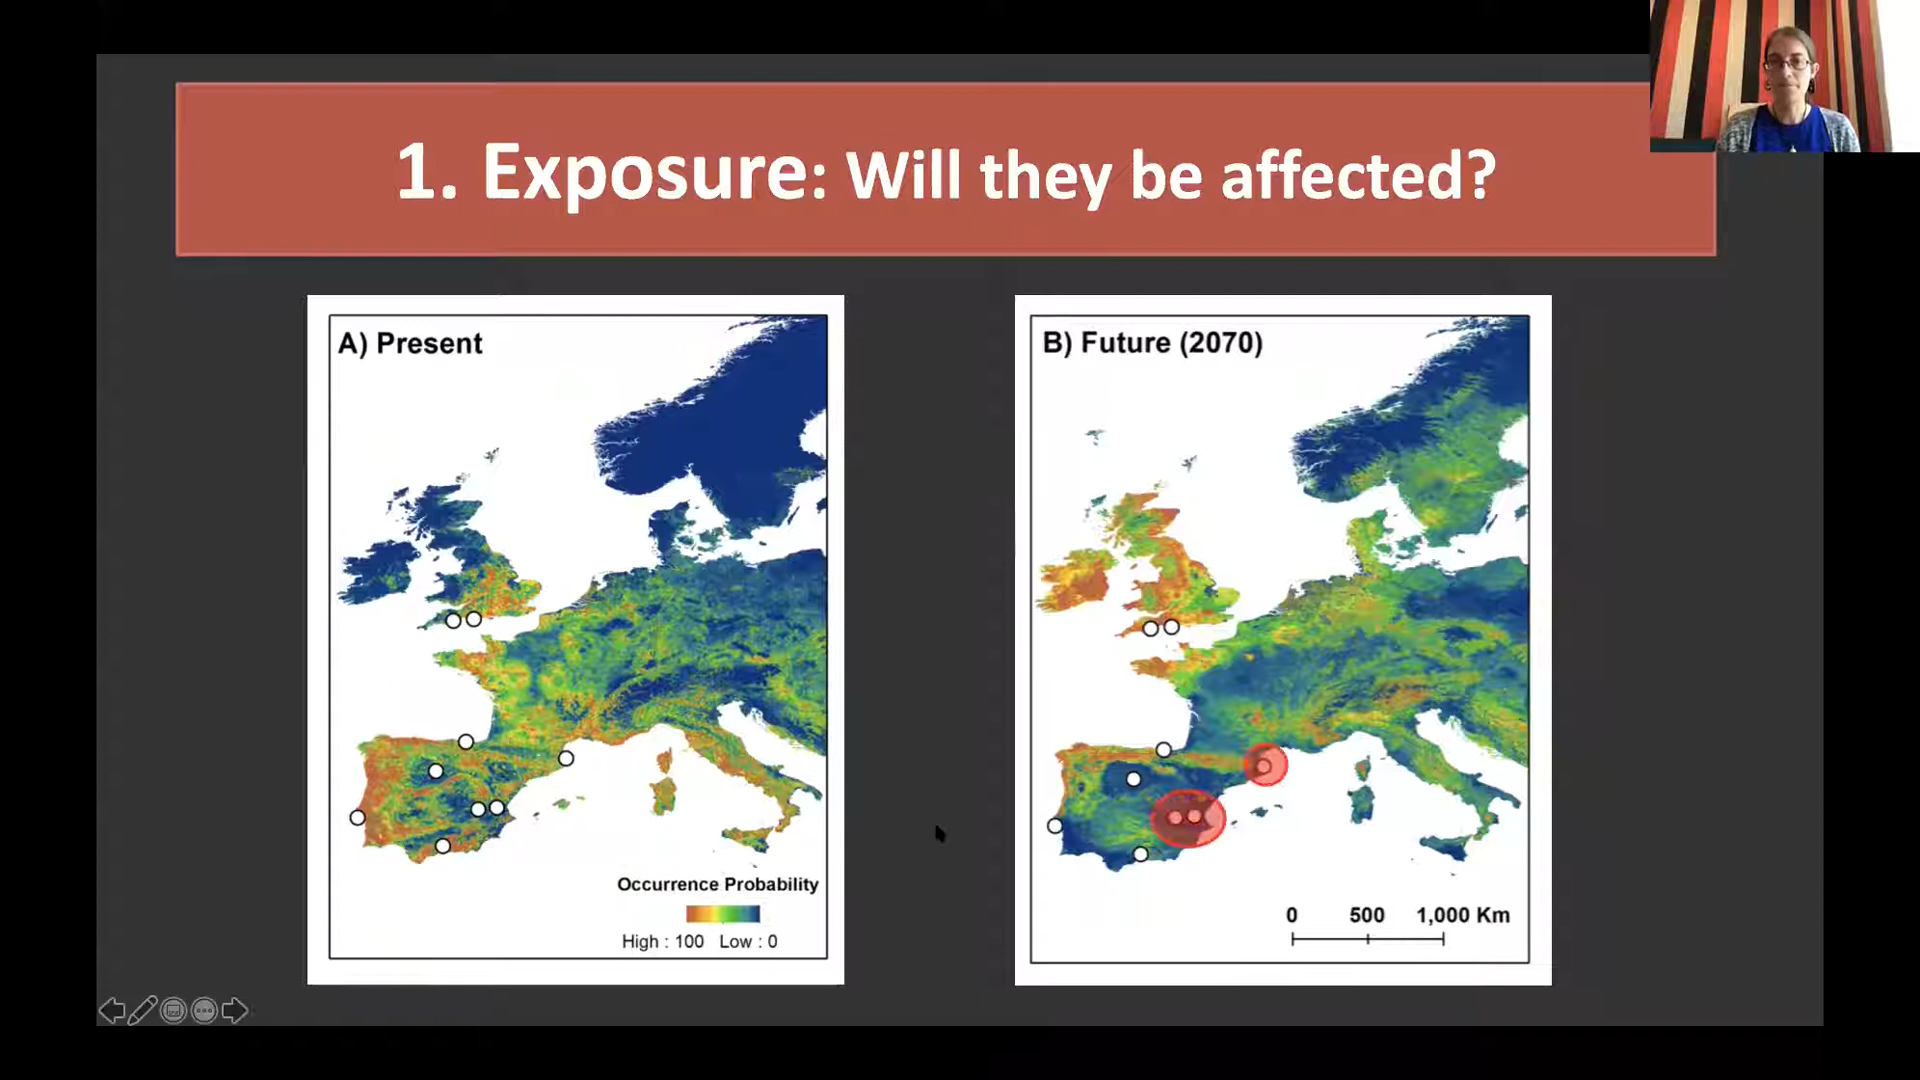 1. Exposure: Will they be affected?
A) Present
Occurrence Probability
High : 100 Low : 0
B) Future (2070)
0 500 1,000 Km